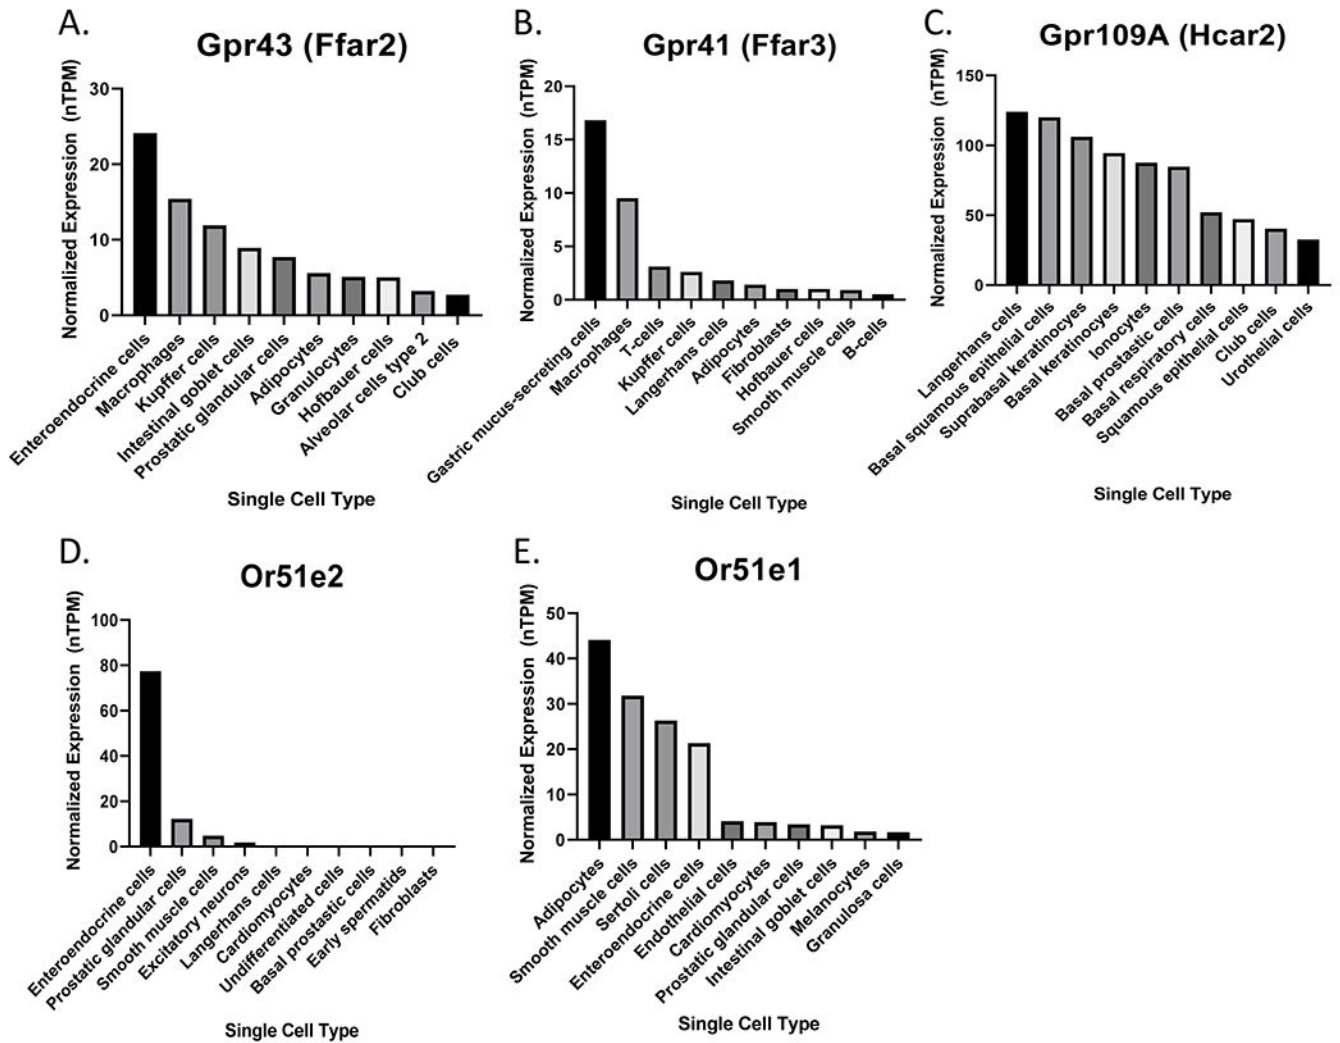 A.
Gpr43 (Ffar2)
Normalized Expression (nTPM)
30
20
10
0
Enteroendocrine cells
Macrophages
Kupffer cells
Intestinal goblet cells
Prostatic glandular cells
Adipocytes
Granulocytes
Hofbauer cells
Alveolar cells type 2
Club cells
Single Cell Type
B.
Gpr41 (Ffar3)
Normalized Expression (nTPM)
20
15
10
5
0
Gastric mucus-secreting cells
Macrophages
T-cells
Kupffer cells
Langerhans cells
Adipocytes
Fibroblasts
Hofbauer cells
Smooth muscle cells
B-cells
Single Cell Type
C.
Gpr109A (Hcar2)
Normalized Expression (nTPM)
150
100
50
0
Langerhans cells
Basal squamous epithelial cells
Suprabasal keratinocytes
Basal keratinocytes
Ionocytes
Basal prostatic cells
Basal respiratory cells
Squamous epithelial cells
Club cells
Urothelial cells
Single Cell Type
D.
Or51e2
Normalized Expression (nTPM)
100
80
60
40
20
0
Enteroendocrine cells
Prostatic glandular cells
Smooth muscle cells
Excitatory neurons
Langerhans cells
Cardiomyocytes
Undifferentiated cells
Basal prostatic cells
Early spermatids
Fibroblasts
Single Cell Type
E.
Or51e1
Normalized Expression (nTPM)
50
40
30
20
10
0
Adipocytes
Smooth muscle cells
Sertoli cells
Enteroendocrine cells
Endothelial cells
Cardiomyocytes
Prostatic glandular cells
Intestinal goblet cells
Melanocytes
Granulosa cells
Single Cell Type